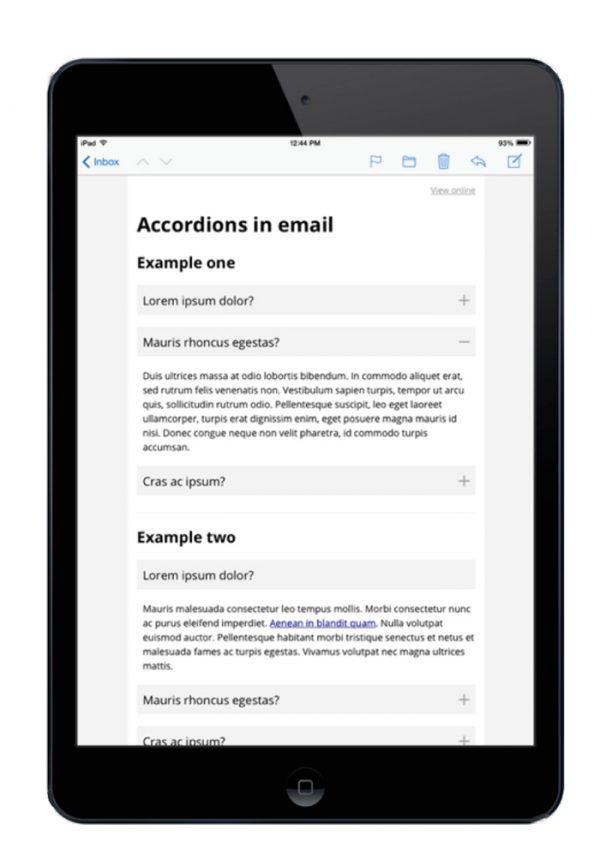 iPad 12:44 PM 93%
Inbox
View online
Accordions in email
Example one
Lorem ipsum dolor?
Mauris rhoncus egestas?
Duis ultrices massa at odio lobortis bibendum. In commodo aliquet erat,
sed rutrum felis venenatis non. Vestibulum sapien turpis, tempor ut arcu
quis, sollicitudin rutrum odio. Pellentesque suscipit, leo eget laoreet
ullamcorper, turpis erat dignissim enim, eget posuere magna mauris id
nisi. Donec congue neque non velit pharetra, id commodo turpis
accumsan.
Cras ac ipsum?
Example two
Lorem ipsum dolor?
Mauris malesuada consectetur leo tempus mollis. Morbi consectetur nunc
ac purus eleifend imperdiet. Aenean in blandit quam. Nulla volutpat
euismod auctor. Pellentesque habitant morbi tristique senectus et netus et
malesuada fames ac turpis egestas. Vivamus volutpat nec magna ultrices
mattis.
Mauris rhoncus egestas?
Cras ac ipsum?